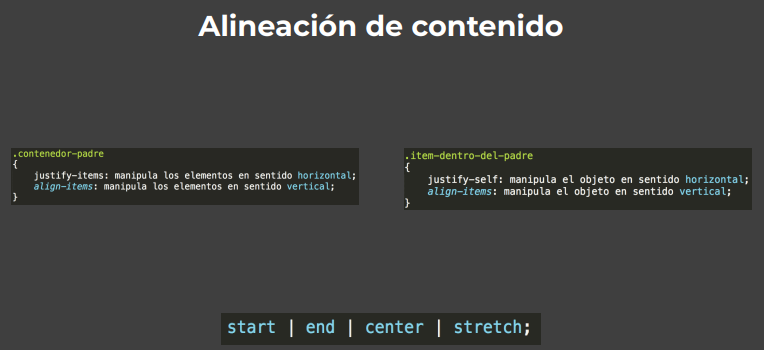 Alineación de contenido
.contenedor-padre
{
justify-items: manipula los elementos en sentido horizontal;
align-items: manipula los elementos en sentido vertical;
}
.item-dentro-del-padre
{
justify-self: manipula el objeto en sentido horizontal;
align-items: manipula el objeto en sentido vertical;
}
start | end | center | stretch;